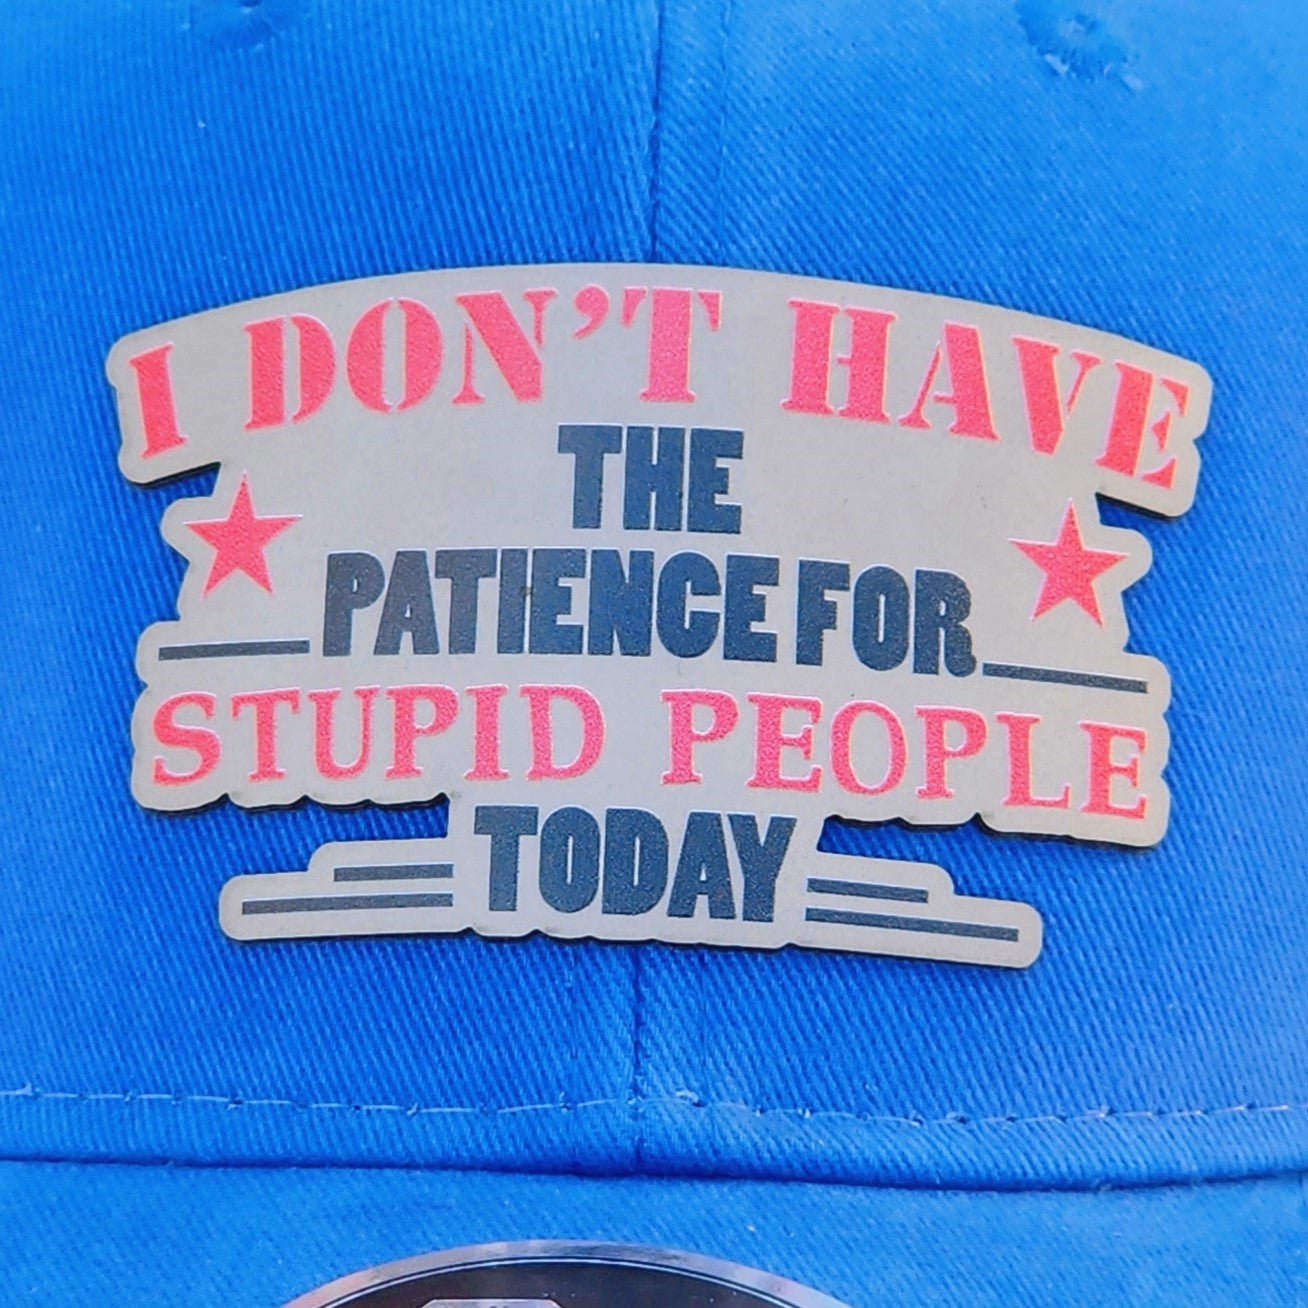 I DON'T HAVE
THE
PATIENCE FOR
STUPID PEOPLE
TODAY